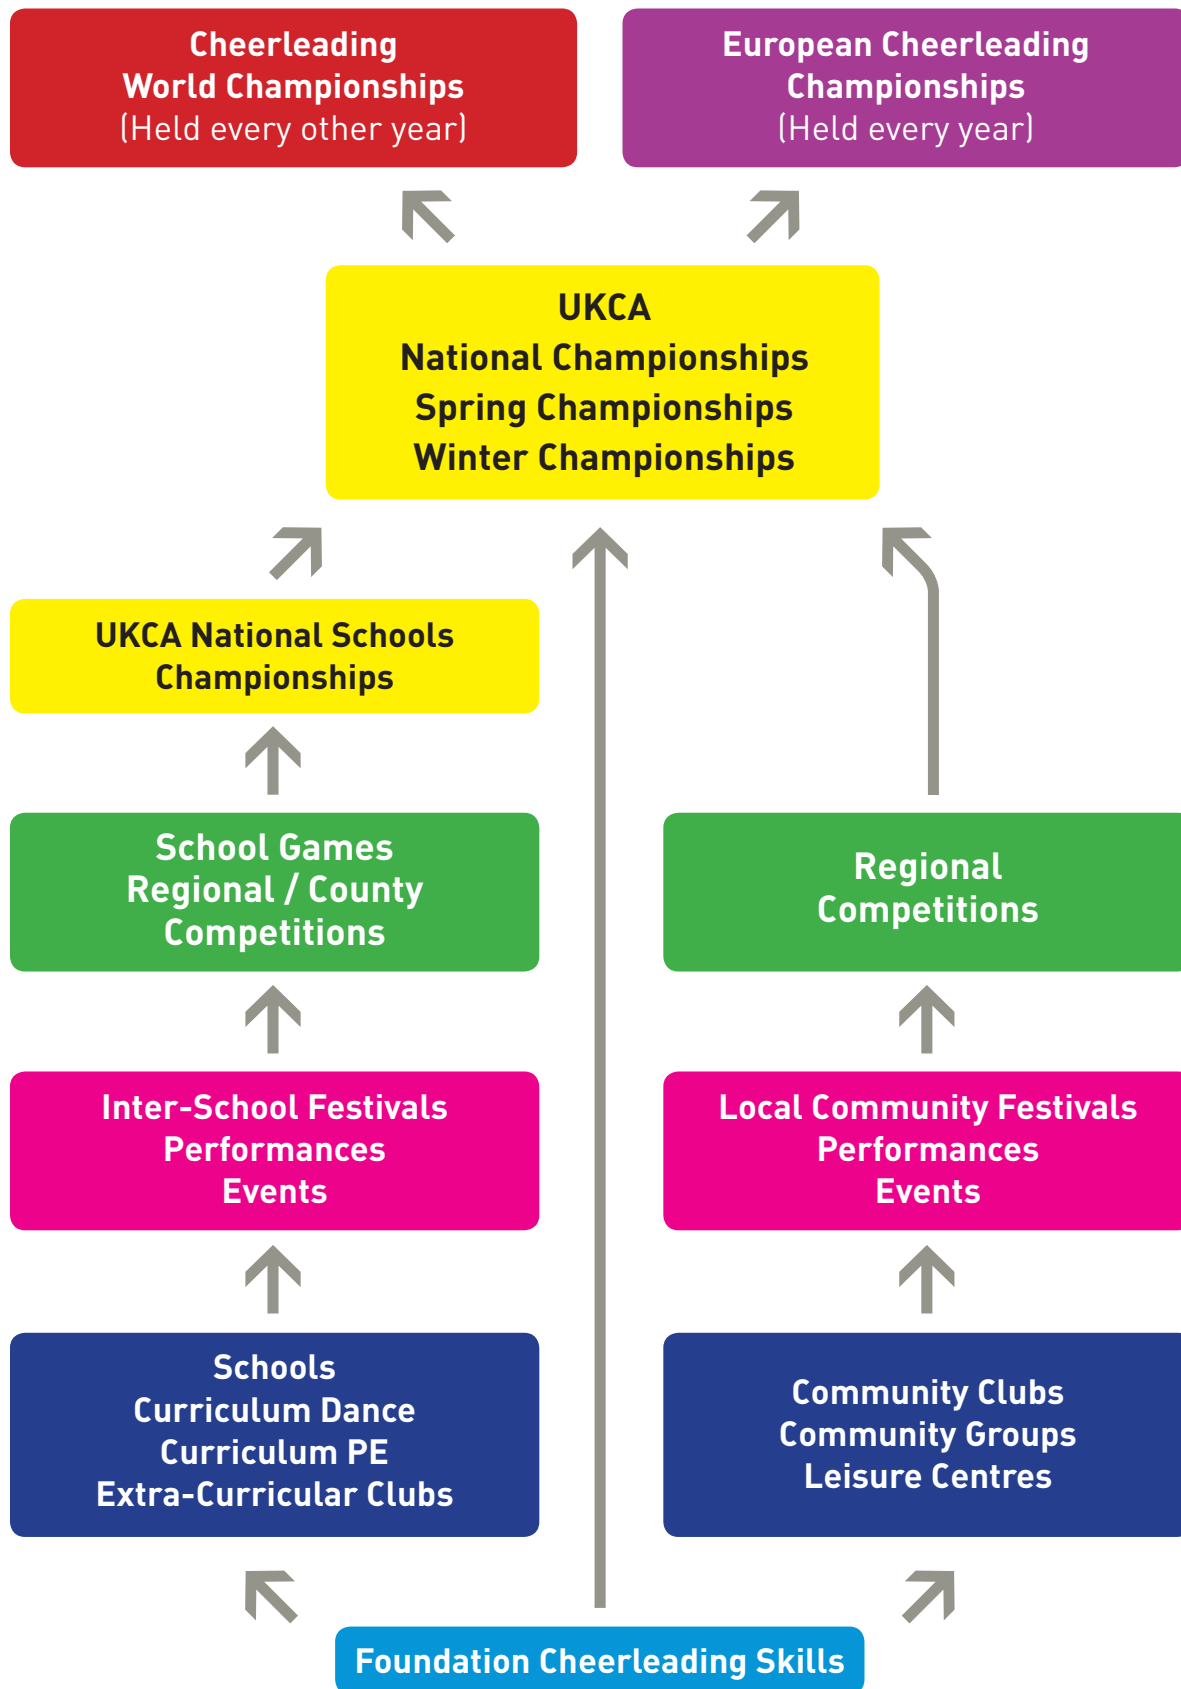 Cheerleading
World Championships
(Held every other year)
European Cheerleading
Championships
(Held every year)
UKCA
National Championships
Spring Championships
Winter Championships
UKCA National Schools
Championships
School Games
Regional / County
Competitions
Regional
Competitions
Inter-School Festivals
Performances
Events
Local Community Festivals
Performances
Events
Schools
Curriculum Dance
Curriculum PE
Extra-Curricular Clubs
Community Clubs
Community Groups
Leisure Centres
Foundation Cheerleading Skills